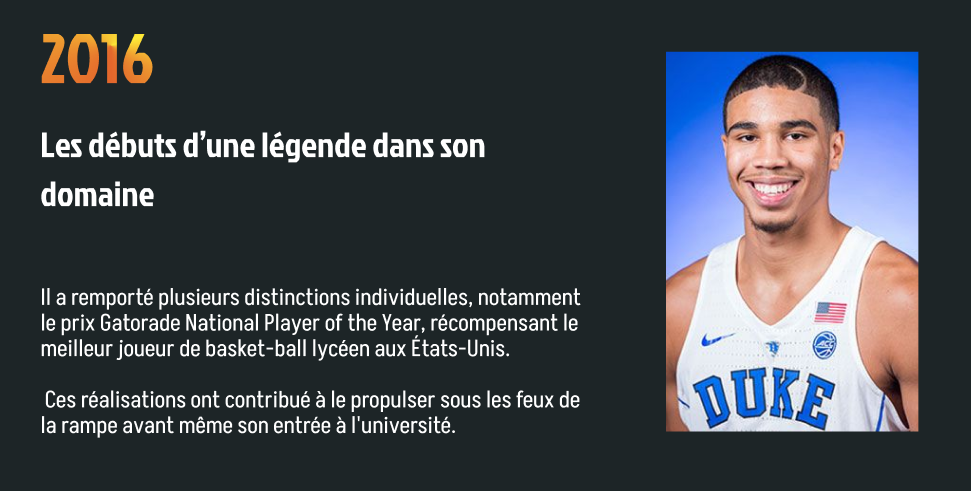 2016
Les débuts d’une légende dans son
domaine
Il a remporté plusieurs distinctions individuelles, notamment
le prix Gatorade National Player of the Year, récompensant le
meilleur joueur de basket-ball lycéen aux États-Unis.
Ces réalisations ont contribué à le propulser sous les feux de
la rampe avant même son entrée à l'université.
ACC
DUKE